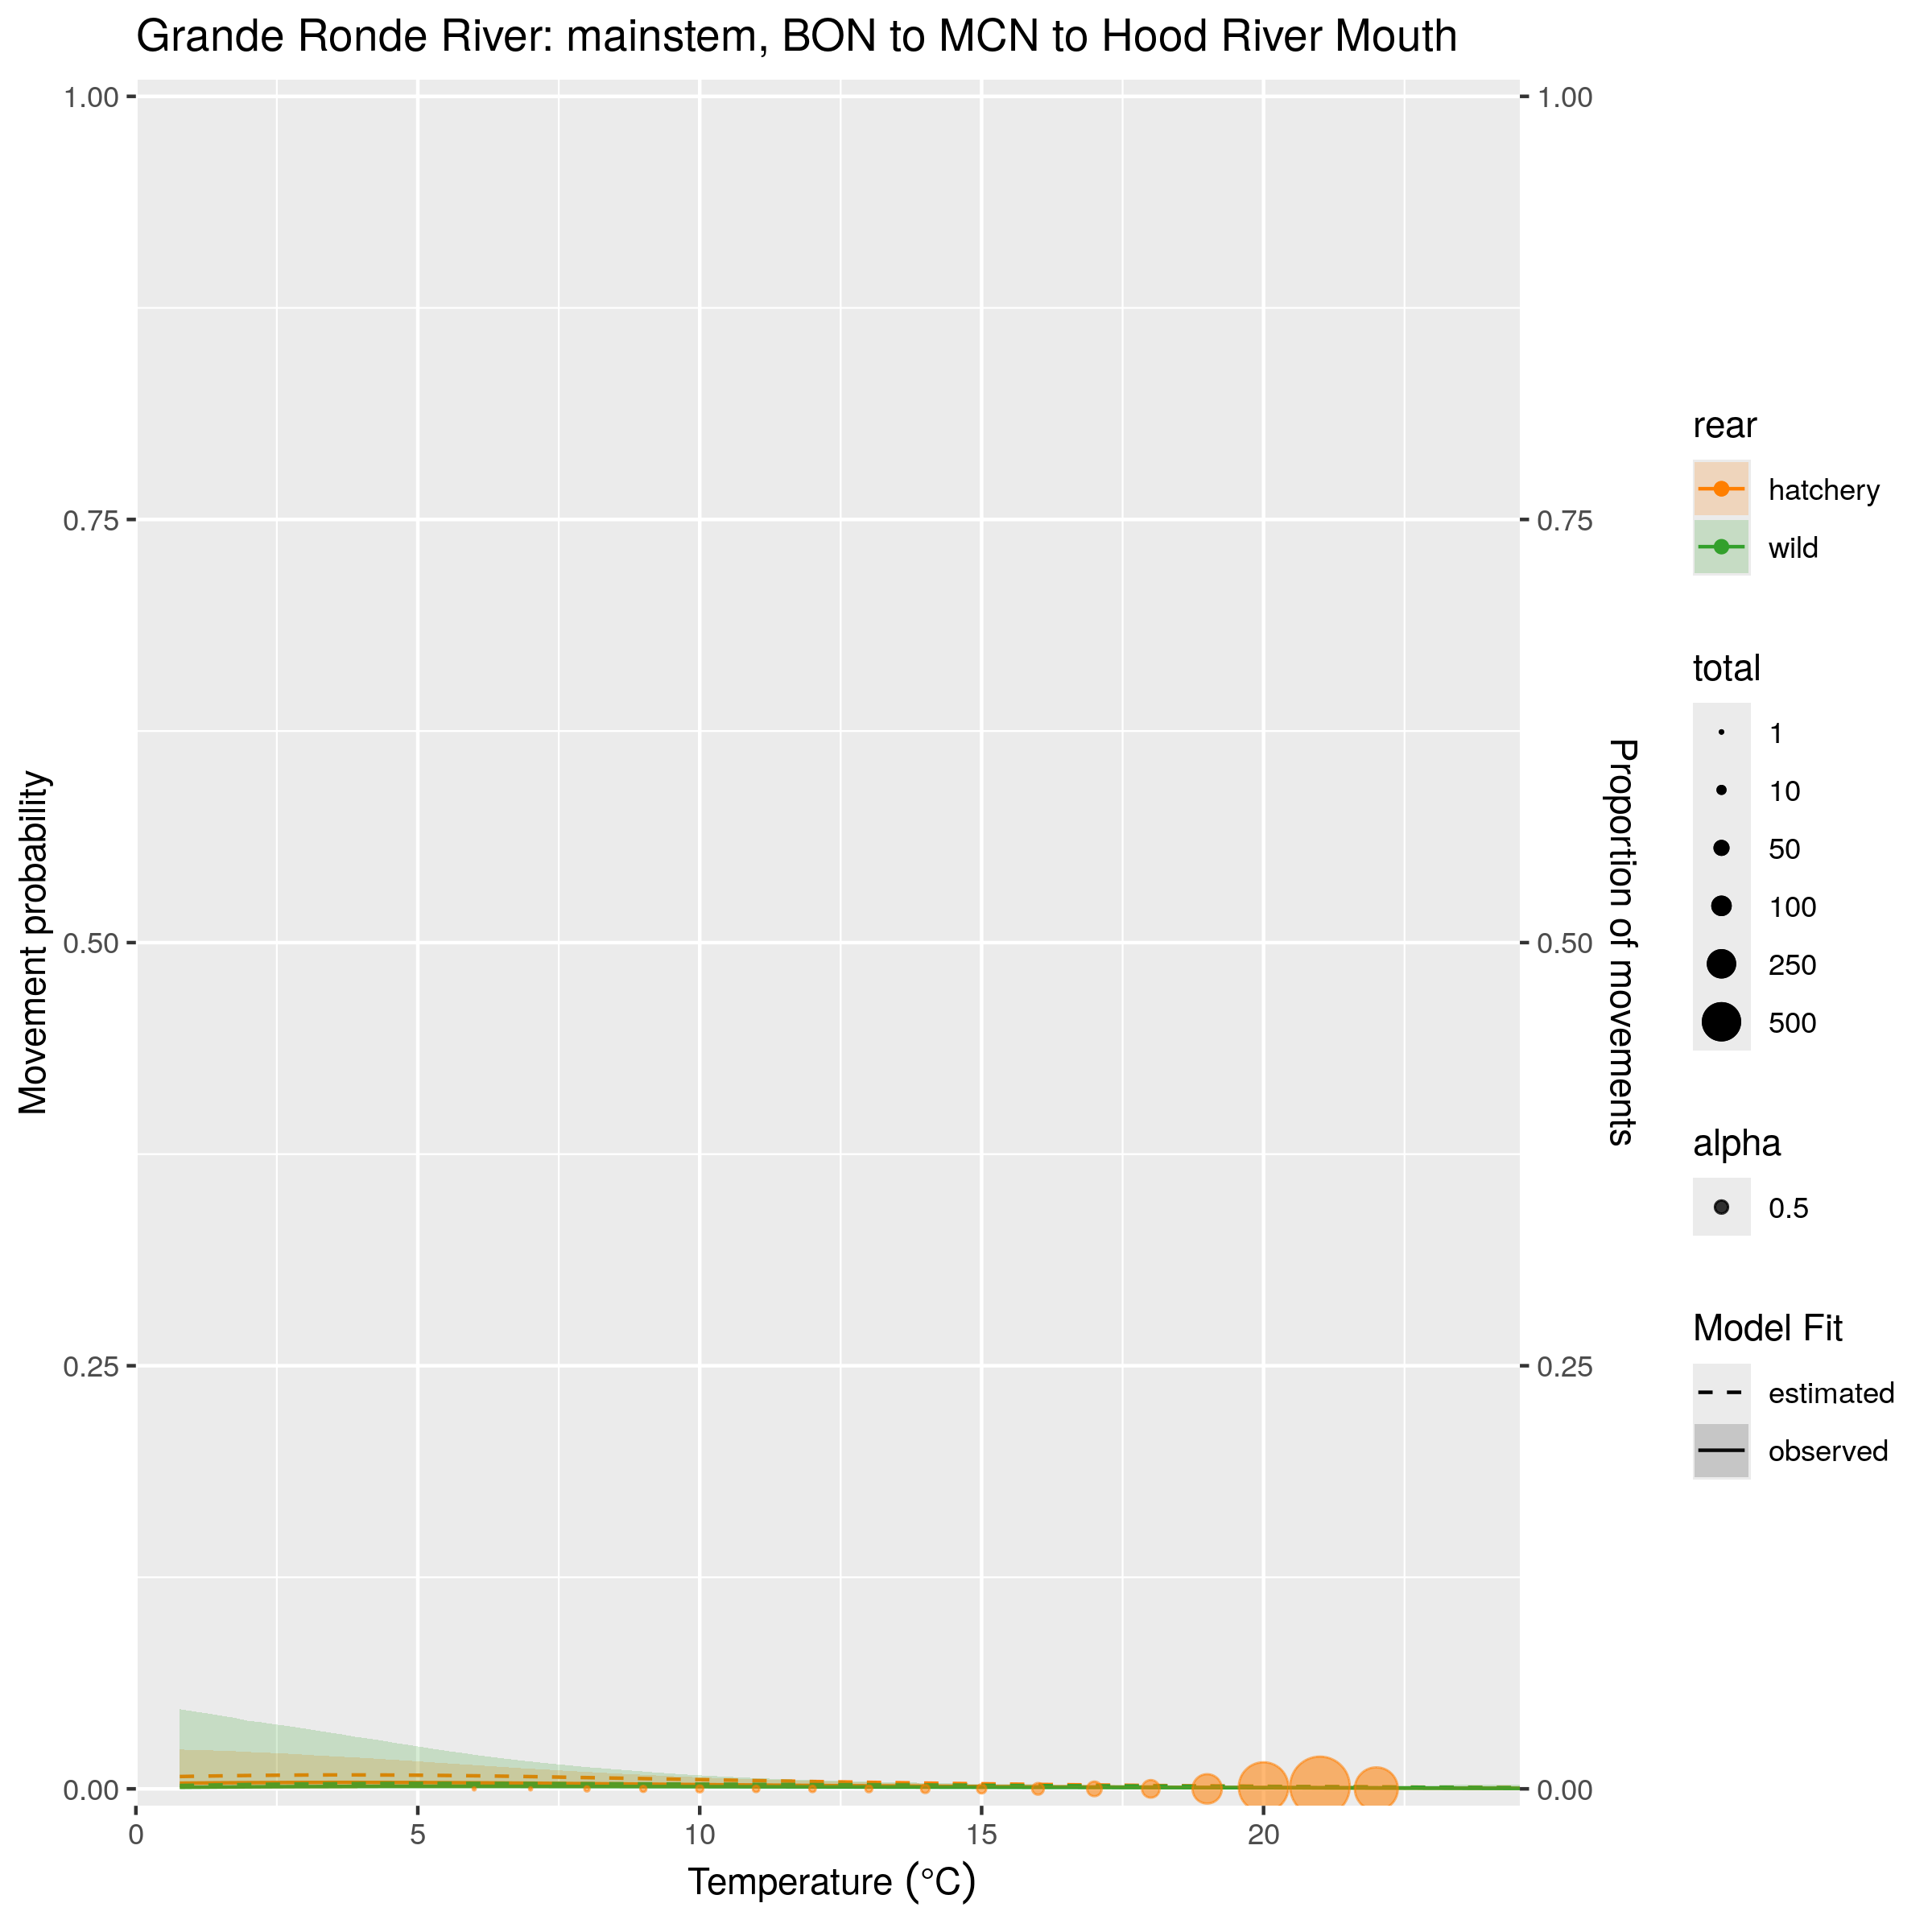 Grande Ronde River: mainstem, BON to MCN to Hood River Mouth
1.00
0.75
0.50
0.25
0.00
Movement probability
0
5
10
15
20
Temperature (°C)
1.00
0.75
0.50
0.25
0.00
Proportion of movements
rear
hatchery
wild
total
1
10
50
100
250
500
alpha
0.5
Model Fit
estimated
observed